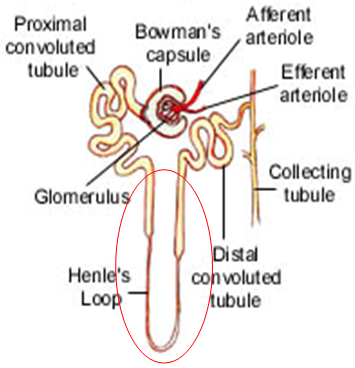 Proximal
convoluted
tubule
Bowman's
capsule
Afferent
arteriole
Efferent
arteriole
Glomerulus
Collecting
tubule
Henle's
Loop
Distal
convoluted
tubule